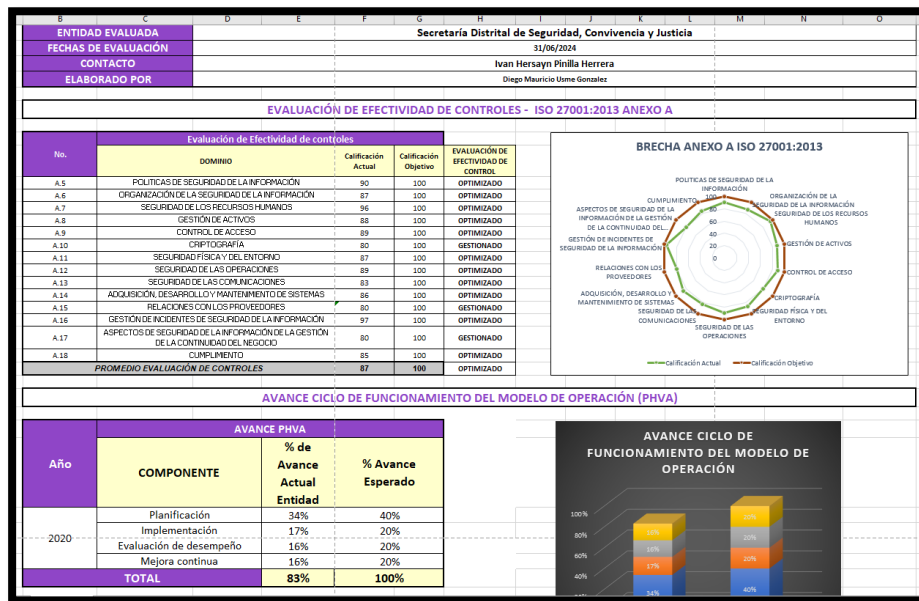 B C D E F G H I J K L M N O
ENTIDAD EVALUADA Secretaría Distrital de Seguridad, Convivencia y Justicia
FECHAS DE EVALUACIÓN 31/06/2024
CONTACTO Ivan Hersayn Pinilla Herrera
ELABORADO POR Diego Mauricio Usme Gonzalez
EVALUACIÓN DE EFECTIVIDAD DE CONTROLES - ISO 27001:2013 ANEXO A
No.
Evaluación de Efectividad de controles
DOMINIO
Calificación
Actual
Calificación
Objetivo
EVALUACIÓN DE
EFECTIVIDAD DE
CONTROL
A.5 POLITICAS DE SEGURIDAD DE LA INFORMACIÓN 90 100 OPTIMIZADO
A.6 ORGANIZACIÓN DE LA SEGURIDAD DE LA INFORMACIÓN 87 100 OPTIMIZADO
A.7 SEGURIDAD DE LOS RECURSOS HUMANOS 96 100 OPTIMIZADO
A.8 GESTIÓN DE ACTIVOS 88 100 OPTIMIZADO
A.9 CONTROL DE ACCESO 89 100 OPTIMIZADO
A.10 CRIPTOGRAFÍA 80 100 GESTIONADO
A.11 SEGURIDAD FÍSICA Y DEL ENTORNO 87 100 OPTIMIZADO
A.12 SEGURIDAD DE LAS OPERACIONES 89 100 OPTIMIZADO
A.13 SEGURIDAD DE LAS COMUNICACIONES 83 100 OPTIMIZADO
A.14 ADQUISICIÓN, DESARROLLO Y MANTENIMIENTO DE SISTEMAS 86 100 OPTIMIZADO
A.15 RELACIONES CON LOS PROVEEDORES 80 100 GESTIONADO
A.16 GESTIÓN DE INCIDENTES DE SEGURIDAD DE LA INFORMACIÓN 97 100 OPTIMIZADO
A.17 ASPECTOS DE SEGURIDAD DE LA INFORMACIÓN DE LA GESTIÓN
DE LA CONTINUIDAD DEL NEGOCIO 80 100 GESTIONADO
A.18 CUMPLIMIENTO 85 100 OPTIMIZADO
PROMEDIO EVALUACIÓN DE CONTROLES 87 100 OPTIMIZADO
BRECHA ANEXO A ISO 27001:2013
POLITICAS DE SEGURIDAD DE LA
INFORMACIÓN
ORGANIZACIÓN DE LA
SEGURIDAD DE LA INFORMACIÓN
SEGURIDAD DE LOS RECURSOS
HUMANOS
GESTIÓN DE ACTIVOS
CONTROL DE ACCESO
CRIPTOGRAFÍA
SEGURIDAD FÍSICA Y DEL
ENTORNO
SEGURIDAD DE LAS
OPERACIONES
SEGURIDAD DE LAS
COMUNICACIONES
ADQUISICIÓN, DESARROLLO Y
MANTENIMIENTO DE SISTEMAS
RELACIONES CON LOS
PROVEEDORES
GESTIÓN DE INCIDENTES DE
SEGURIDAD DE LA INFORMACIÓN
ASPECTOS DE SEGURIDAD DE LA
INFORMACIÓN DE LA GESTIÓN
DE LA CONTINUIDAD DEL...
CUMPLIMIENTO
100
80
60
40
20
0
Calificación Actual Calificación Objetivo
AVANCE CICLO DE FUNCIONAMIENTO DEL MODELO DE OPERACIÓN (PHVA)
Año
AVANCE PHVA
COMPONENTE
% de
Avance
Actual
Entidad
% Avance
Esperado
2020
Planificación 34% 40%
Implementación 17% 20%
Evaluación de desempeño 16% 20%
Mejora continua 16% 20%
TOTAL 83% 100%
AVANCE CICLO DE
FUNCIONAMIENTO DEL MODELO DE
OPERACIÓN
100%
80%
60%
40%
16% 20%
16% 20%
17% 20%
34% 40%